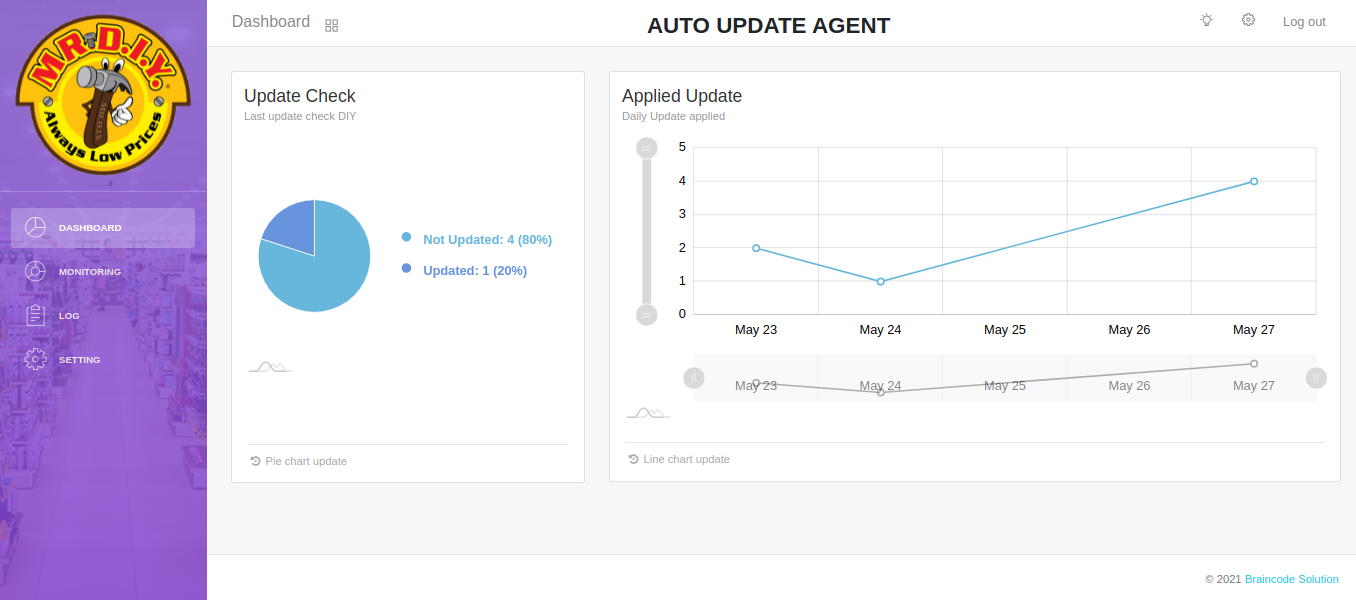 MR.D.I.Y.
Always Low Prices
DASHBOARD
MONITORING
LOG
SETTING
Dashboard
AUTO UPDATE AGENT
Log out
Update Check
Last update check DIY
Not Updated: 4 (80%)
Updated: 1 (20%)
Pie chart update
Applied Update
Daily Update applied
5
4
3
2
1
0
May 23 May 24 May 25 May 26 May 27
May 23 May 24 May 25 May 26 May 27
Line chart update
© 2021 Braincode Solution